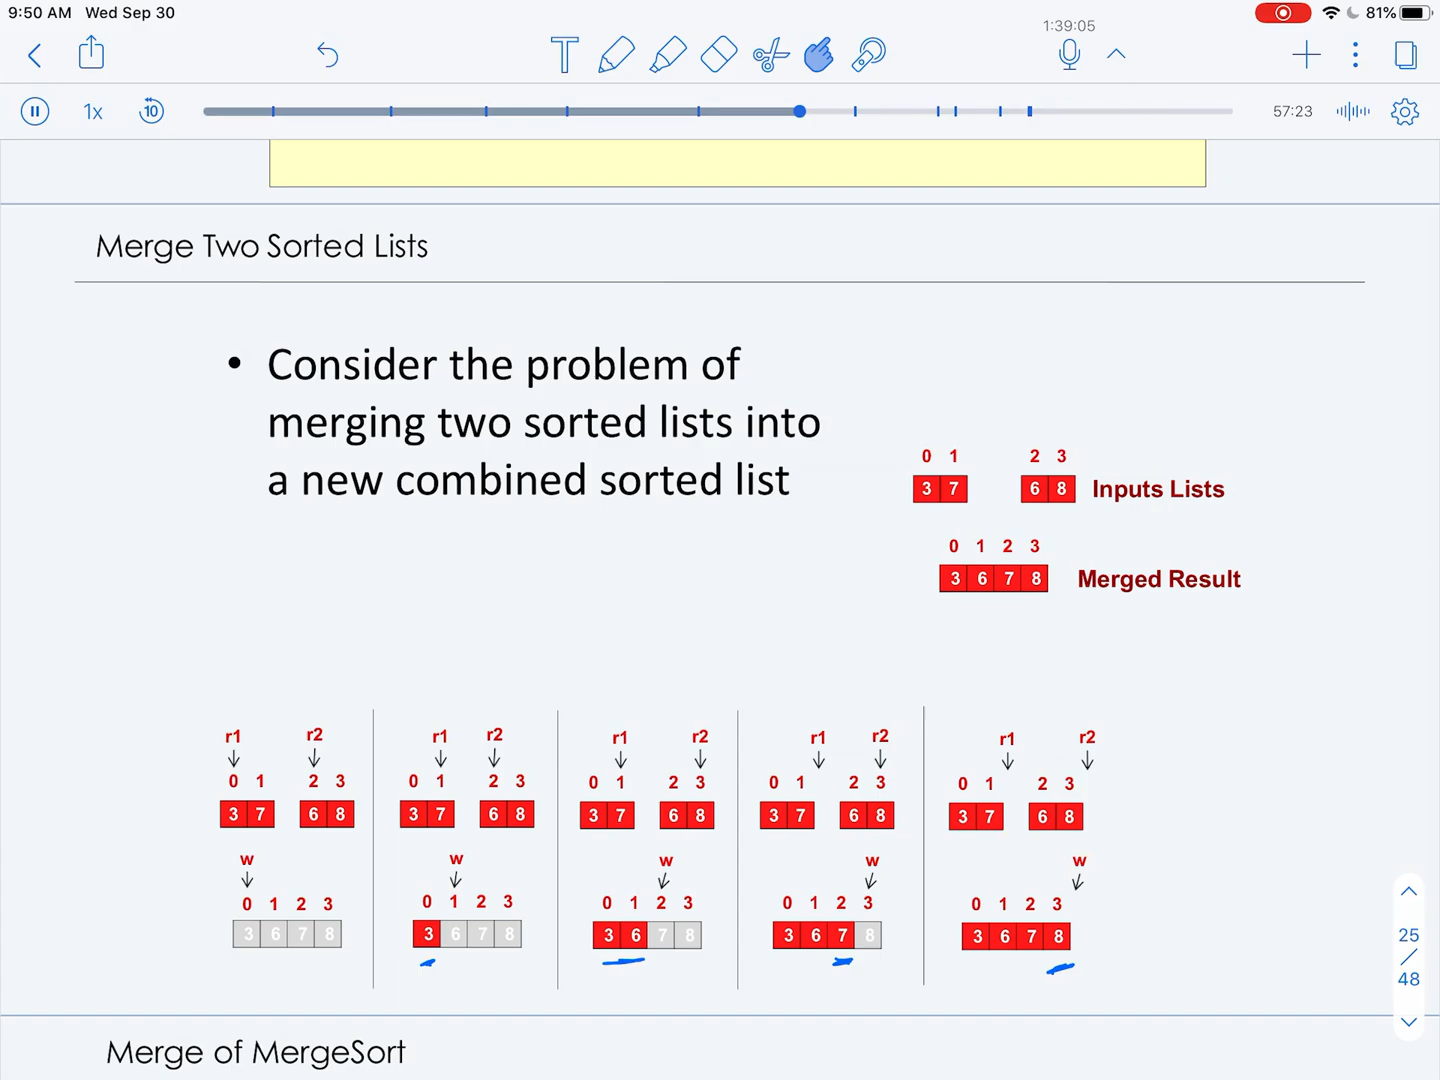 9:50 AM Wed Sep 30
81%
1:39:05
T
1x
10
57:23
Merge Two Sorted Lists
• Consider the problem of
merging two sorted lists into
a new combined sorted list
0 1 2 3
3 7 6 8 Inputs Lists
0 1 2 3
3 6 7 8 Merged Result
r1 r2
0 1 2 3
3 7 6 8
w
0 1 2 3
3 6 7 8
r1 r2
0 1 2 3
3 7 6 8
w
0 1 2 3
3 6 7 8
r1 r2
0 1 2 3
3 7 6 8
w
0 1 2 3
3 6 7 8
r1 r2
0 1 2 3
3 7 6 8
w
0 1 2 3
3 6 7 8
r1 r2
0 1 2 3
3 7 6 8
w
0 1 2 3
3 6 7 8
25
/
48
Merge of MergeSort